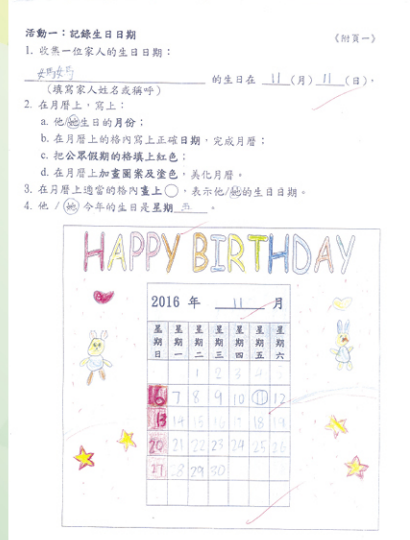 活動一：記錄生日日期
《附頁一》
1. 收集一位家人的生日日期：
媽媽 的生日在 11 (月) 11 (日)。
(填寫家人姓名或稱呼)
2. 在月曆上，寫上：
a. 他/她生日的月份；
b. 在月曆上的格內寫上正確日期，完成月曆；
c. 把公眾假期的格填上紅色；
d. 在月曆上加畫圖案及塗色，美化月曆。
3. 在月曆上適當的格內畫上○，表示他/她的生日日期。
4. 他 / 她 今年的生日是星期 五 。
HAPPY BIRTHDAY
2016 年 11 月
星期日 星期一 星期二 星期三 星期四 星期五 星期六
1 2 3 4 5
6 7 8 9 10 11 12
13 14 15 16 17 18 19
20 21 22 23 24 25 26
27 28 29 30